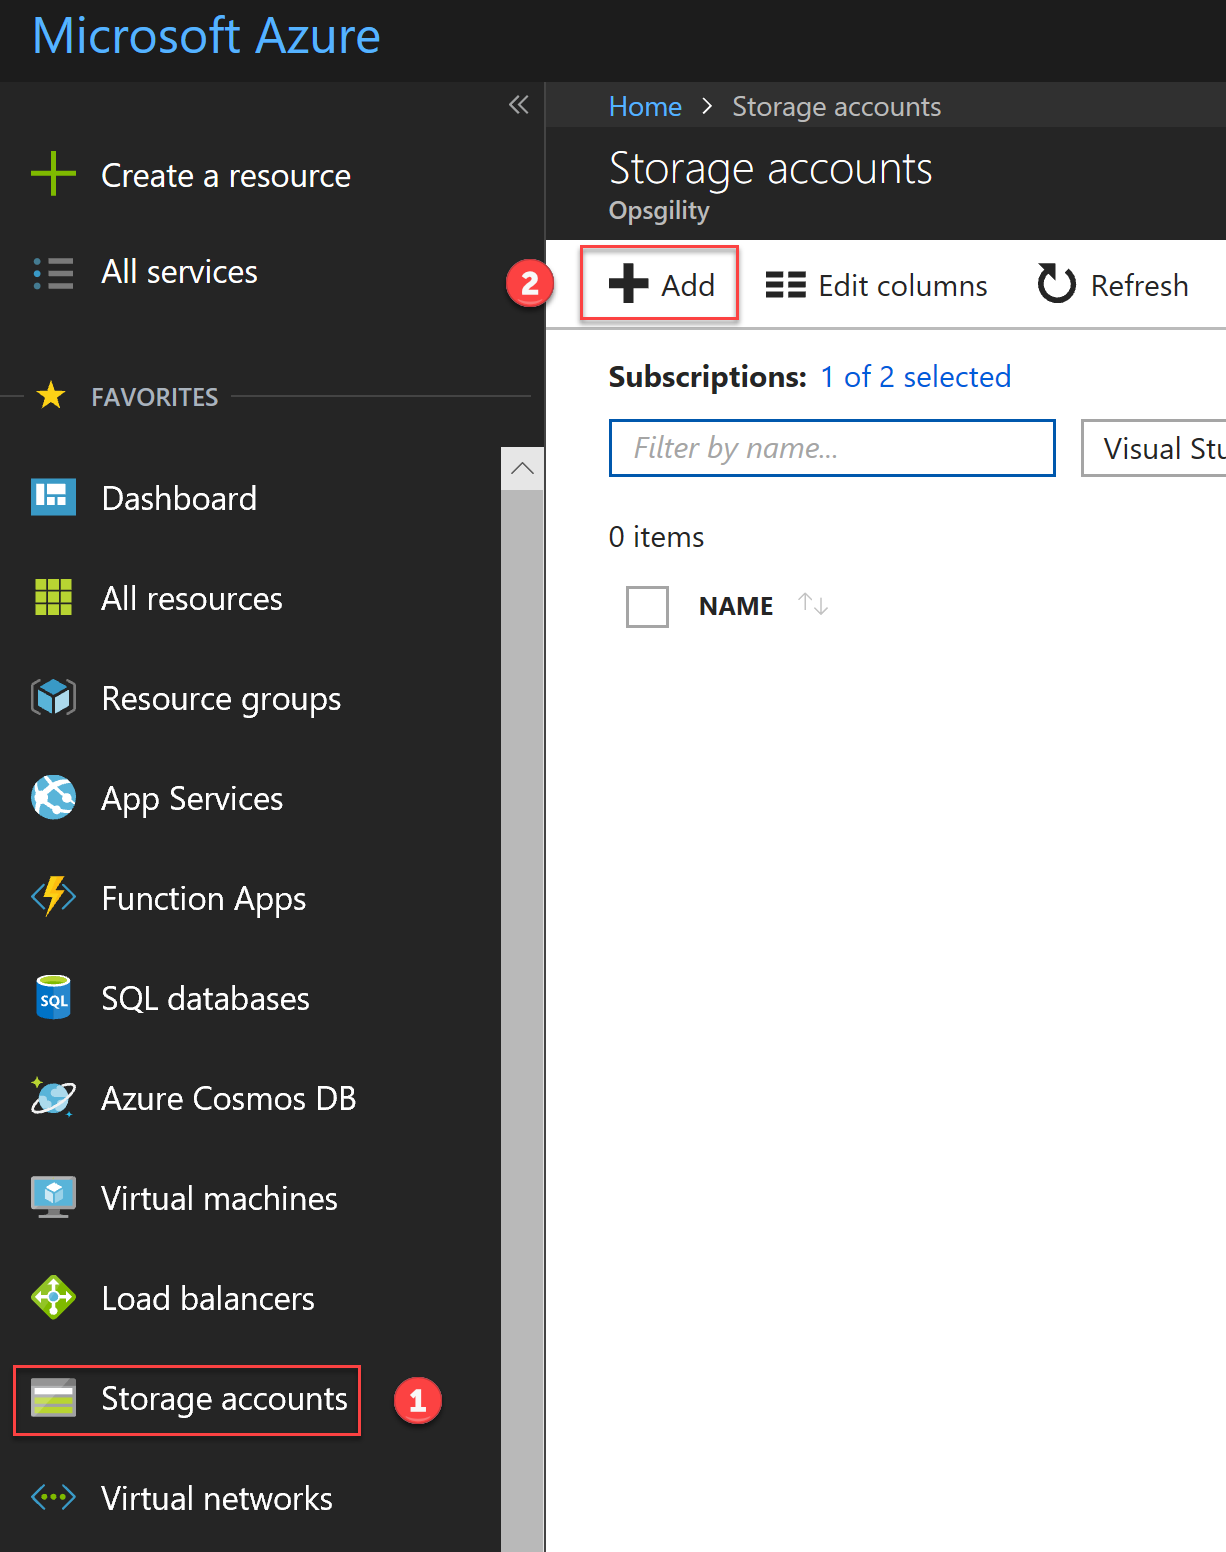 Microsoft Azure
Create a resource
All services
FAVORITES
Dashboard
All resources
Resource groups
App Services
Function Apps
SQL
SQL databases
Azure Cosmos DB
Virtual machines
Load balancers
Storage accounts
1
Virtual networks
Home > Storage accounts
Storage accounts
Opsgility
2
Add Edit columns Refresh
Subscriptions: 1 of 2 selected
Filter by name...
Visual Stu
0 items
NAME